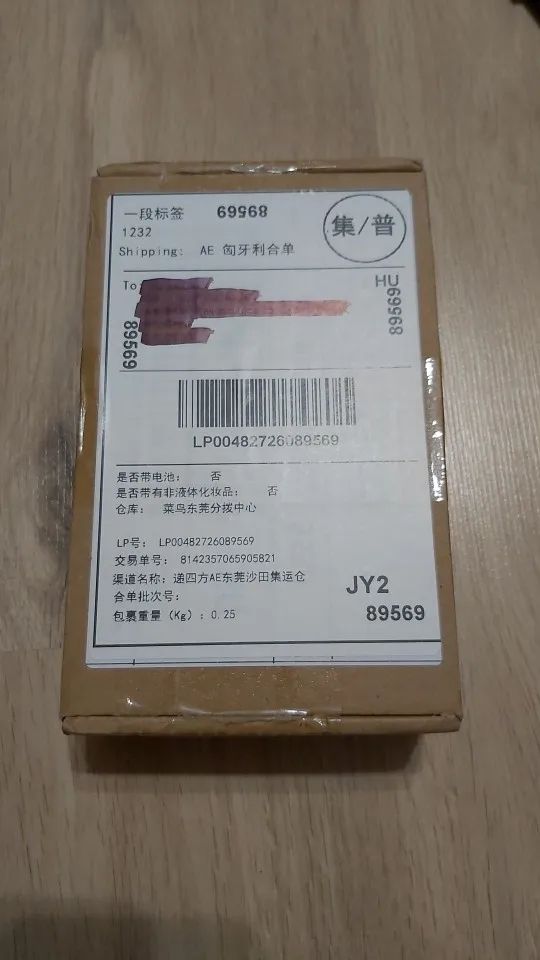 一段标签 89569
集/普
1232
Shipping: AE 匈牙利合单
To
HU
89569
89569
LP00482726089569
是否带电池: 否
是否带有非液体化妆品: 否
仓库: 菜鸟东莞分拨中心
LP号: LP00482726089569
交易单号: 8142357065905821
渠道名称: 递四方AE东莞沙田集运仓
JY2
合单批次号:
89569
包裹重量 (Kg) : 0.25